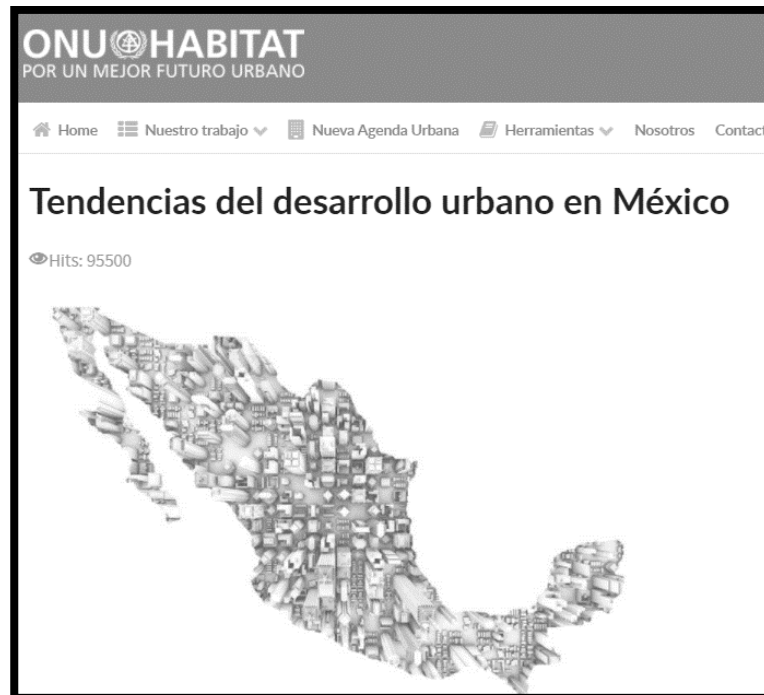 ONU HABITAT
POR UN MEJOR FUTURO URBANO
Home Nuestro trabajo Nueva Agenda Urbana Herramientas Nosotros Contact
Tendencias del desarrollo urbano en México
Hits: 95500